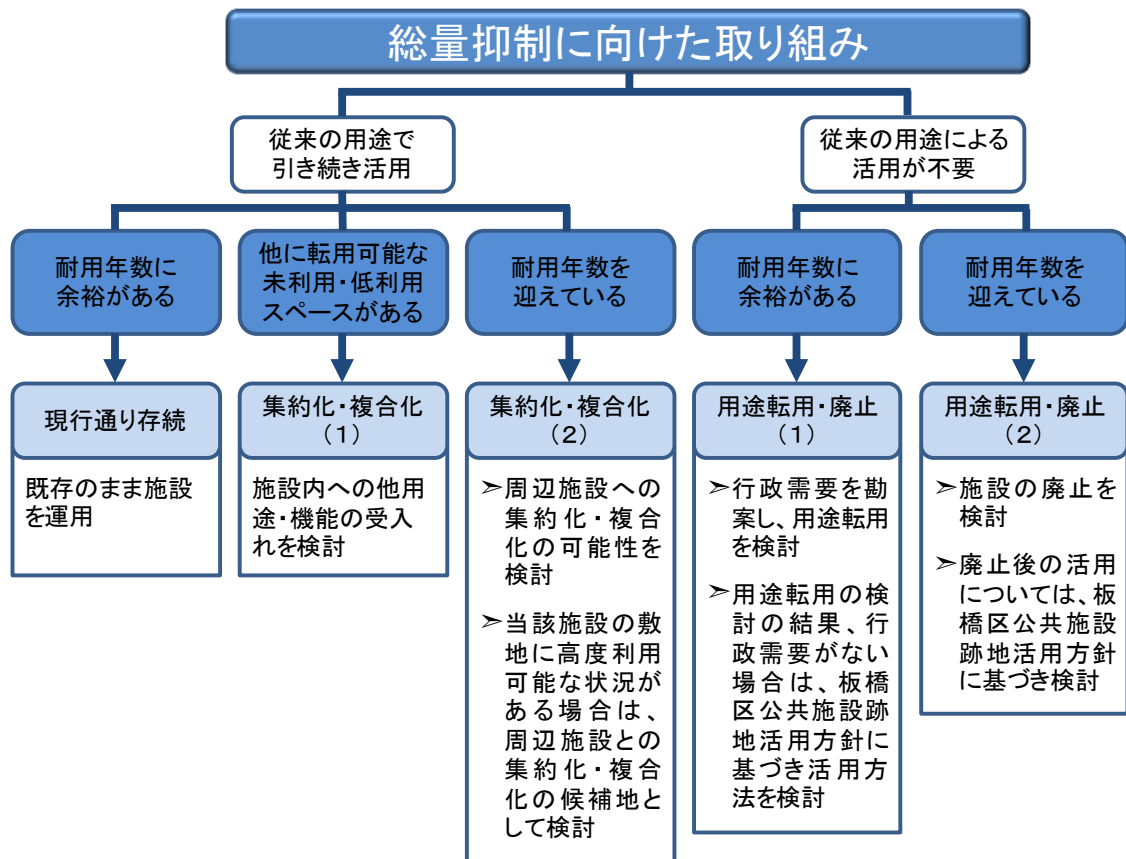 総量抑制に向けた取り組み
従来の用途で
引き続き活用
従来の用途による
活用が不要
耐用年数に
余裕がある
他に転用可能な
未利用・低利用
スペースがある
耐用年数を
迎えている
耐用年数に
余裕がある
耐用年数を
迎えている
現行通り存続
既存のまま施設
を運用
集約化・複合化
（１）
施設内への他用
途・機能の受入
れを検討
集約化・複合化
（２）
➣周辺施設への
集約化・複合
化の可能性を
検討
➣当該施設の敷
地に高度利用
可能な状況が
ある場合は、
周辺施設との
集約化・複合
化の候補地と
して検討
用途転用・廃止
（１）
➣行政需要を勘
案し、用途転用
を検討
➣用途転用の検
討の結果、行
政需要がない
場合は、板橋
区公共施設跡
地活用方針に
基づき活用方
法を検討
用途転用・廃止
（２）
➣施設の廃止を
検討
➣廃止後の活用
については、板
橋区公共施設
跡地活用方針
に基づき検討